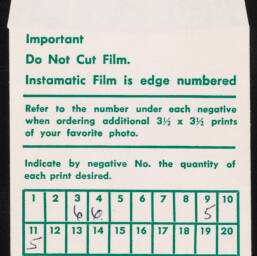 Important
Do Not Cut Film.
Instamatic Film is edge numbered
Refer to the number under each negative
when ordering additional 3½ x 3½ prints
of your favorite photo.
Indicate by negative No. the quantity of
each print desired.
1 2 3 4 5 6 7 8 9 10
6 6 5
11 12 13 14 15 16 17 18 19 20
5